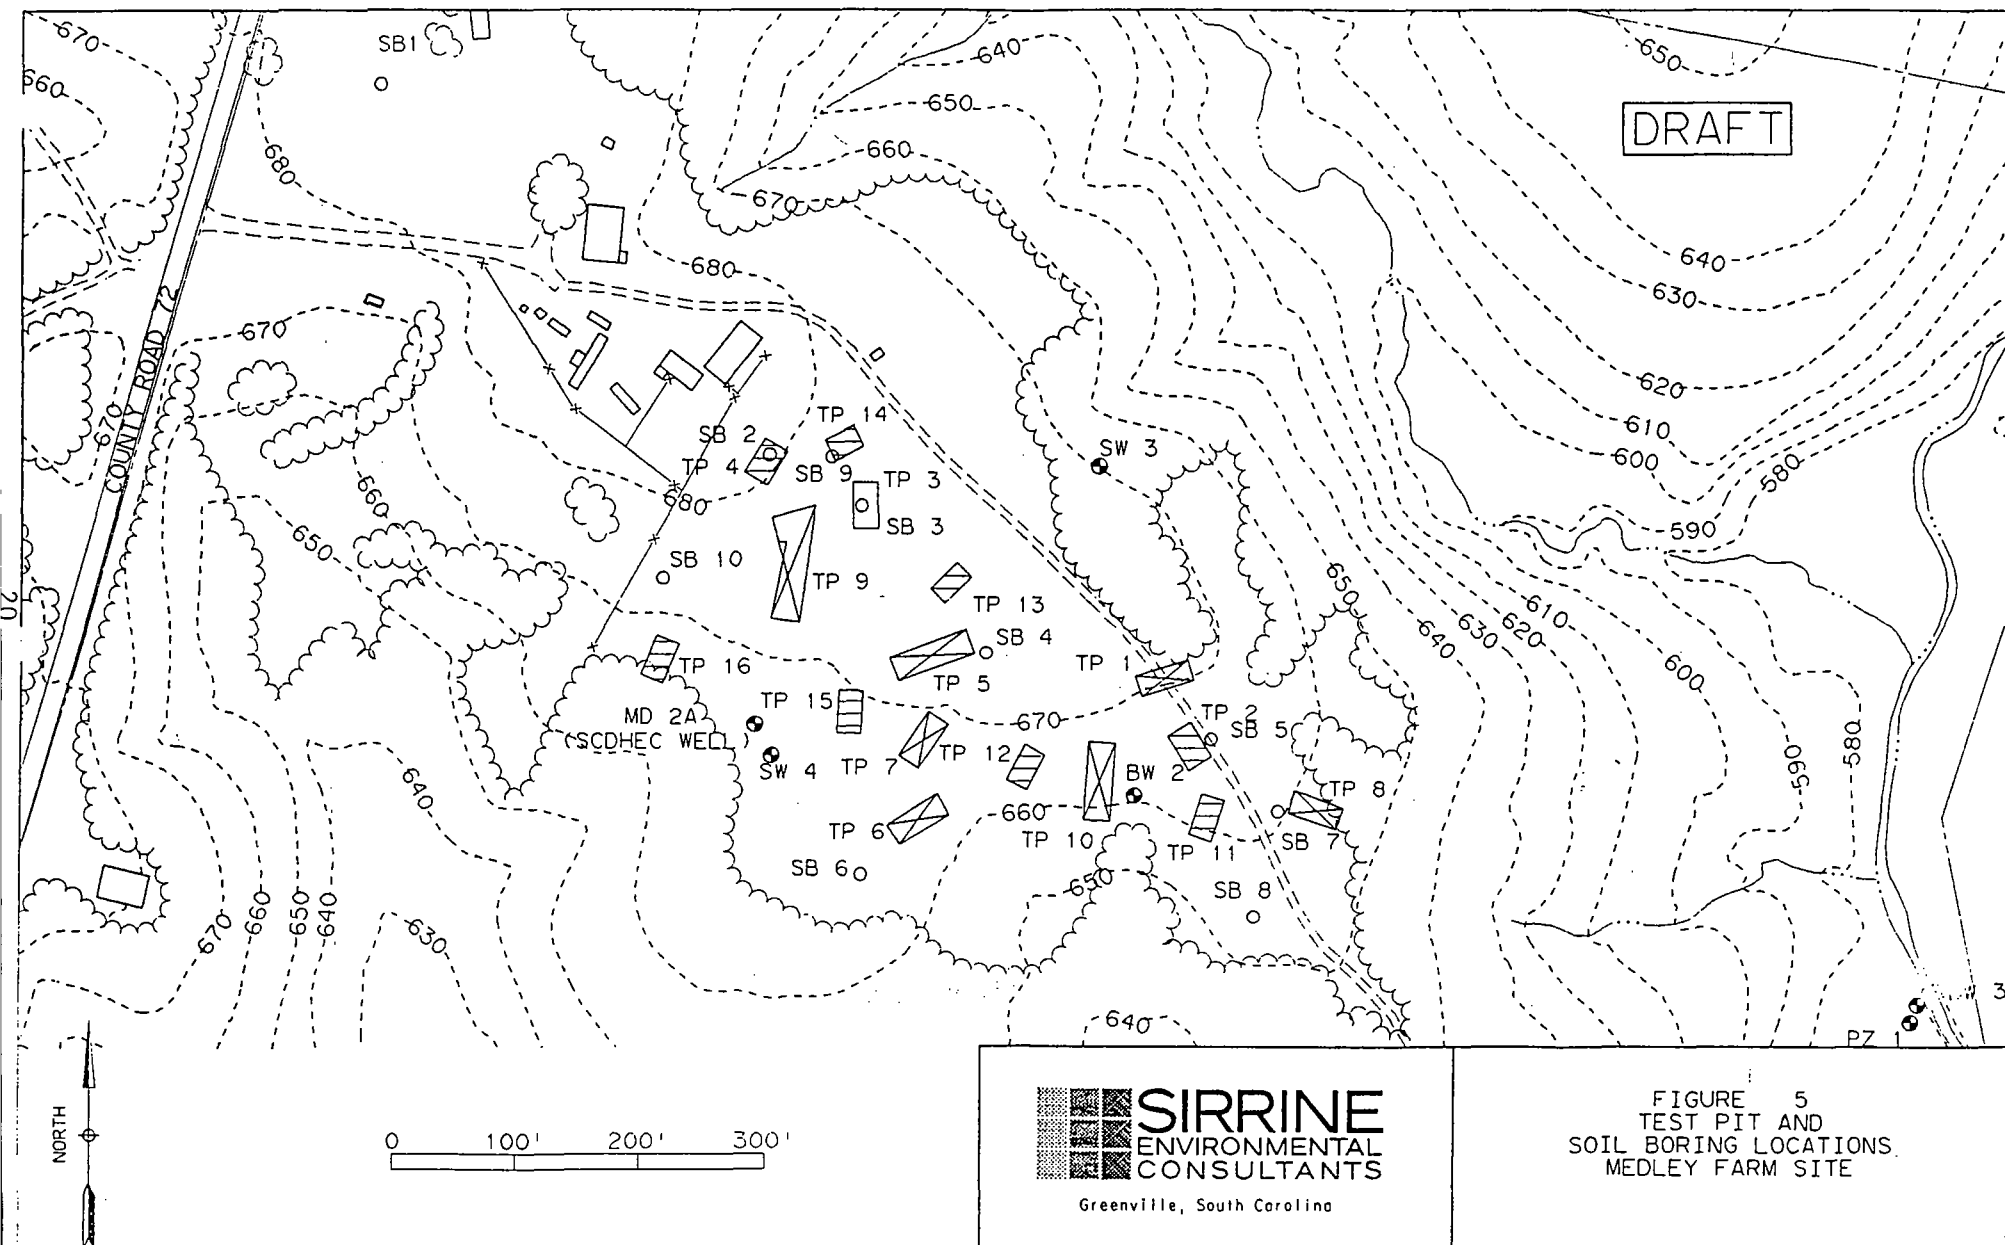 670
640
650
SB1
660
650
DRAFT
680
660
670
680
640
630
670
620
COUNTY ROAD 72
670
610
600
580
590
TP 14
SB 2
TP 4
SB 9
TP 3
SW 3
680
SB 3
660
650
SB 10
TP 9
TP 13
650
610
620
630
640
SB 4
20
TP 16
TP 5
TP 1
600
MD 2A
(SCDHEC WELL)
TP 15
670
TP 2
SB 5
SW 4
TP 7
TP 12
BW 2
580
590
640
TP 8
660
TP 6
TP 10
TP 11
SB 7
SB 6
650
SB 8
670
660
650
640
630
640
3
PZ 1
NORTH
0 100' 200' 300'
SIRRINE
ENVIRONMENTAL
CONSULTANTS
Greenville, South Carolina
FIGURE 5
TEST PIT AND
SOIL BORING LOCATIONS
MEDLEY FARM SITE